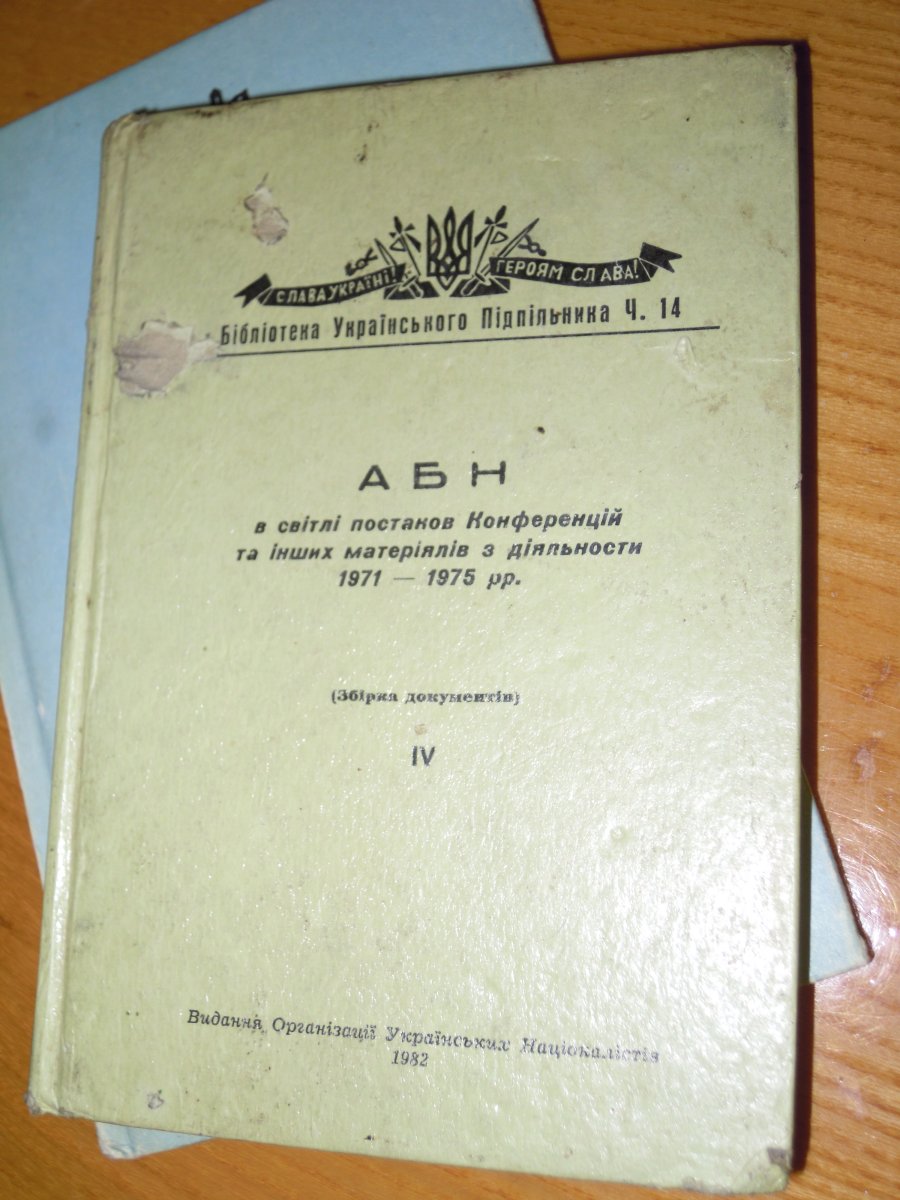 СЛАВА УКРАЇНІ! ГЕРОЯМ СЛАВА!
Бібліотека Українського Підпільника Ч. 14
АБН
в світлі постанов Конференцій
та інших матеріялів з діяльности
1971 — 1975 рр.
(Збірка документів)
IV
Видання Організації Українських Націоналістів
1982